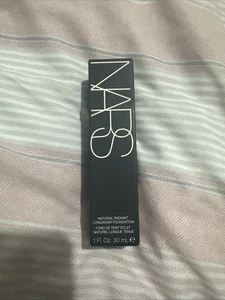 NARS
NATURAL RADIANT
LONGWEAR FOUNDATION
FOND DE TEINT ÉCLAT
NATUREL LONGUE TENUE
1 Fl. Oz. 30 mL ℮